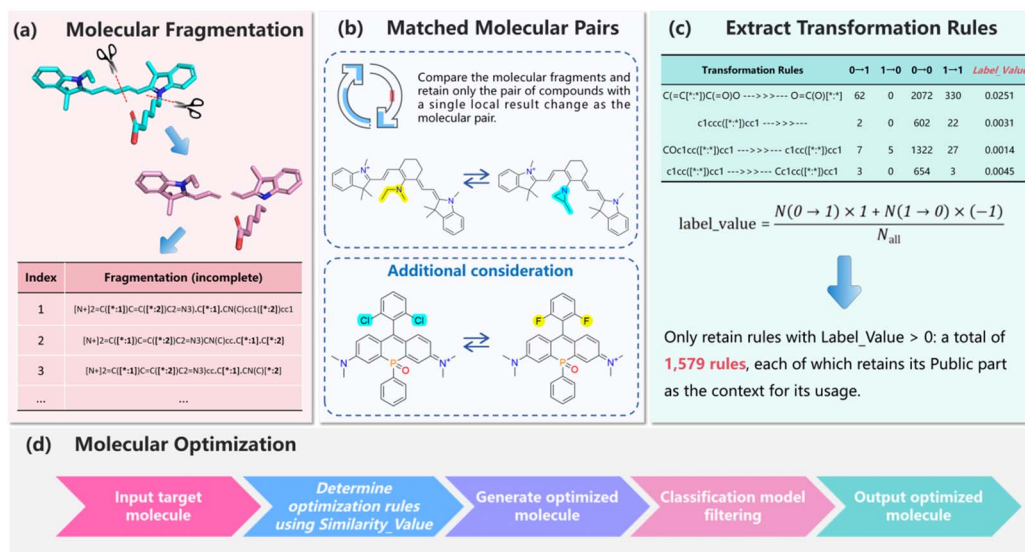 (a) Molecular Fragmentation
Index Fragmentation (incomplete)
1 [N+]2=C([*:1])C=C([*:2])C2=N3).C[*:1].CN(C)cc1([*:2])cc1
2 [N+]2=C([*:1])C=C([*:2])C2=N3)CN(C)cc.C[*:1].C[*:2]
3 [N+]2=C([*:1])C=C([*:2])C2=N3)cc.C[*:1].CN(C)[*:2]
... ...
(b) Matched Molecular Pairs
Compare the molecular fragments and
retain only the pair of compounds with
a single local result change as the
molecular pair.
N+ N N
N+ N N
Additional consideration
Cl Cl F F
N P O N+
N P O N+
(c) Extract Transformation Rules
Transformation Rules 0→1 1→0 0→0 1→1 Label_Value
C(=C[*:*])C(=O)O --->>>--- O=C(O)[*:*] 62 0 2072 330 0.0251
c1ccc([*:*])cc1 --->>>--- 2 0 602 22 0.0031
COc1cc([*:*])cc1 --->>>--- c1cc([*:*])cc1 7 5 1322 27 0.0014
c1cc([*:*])cc1 --->>>--- Cc1cc([*:*])cc1 3 0 654 3 0.0045
label_value = N(0 → 1) × 1 + N(1 → 0) × (−1)
Nall
Only retain rules with Label_Value > 0: a total of
1,579 rules, each of which retains its Public part
as the context for its usage.
(d) Molecular Optimization
Input target
molecule
Determine
optimization rules
using Similarity_Value
Generate optimized
molecule
Classification model
filtering
Output optimized
molecule